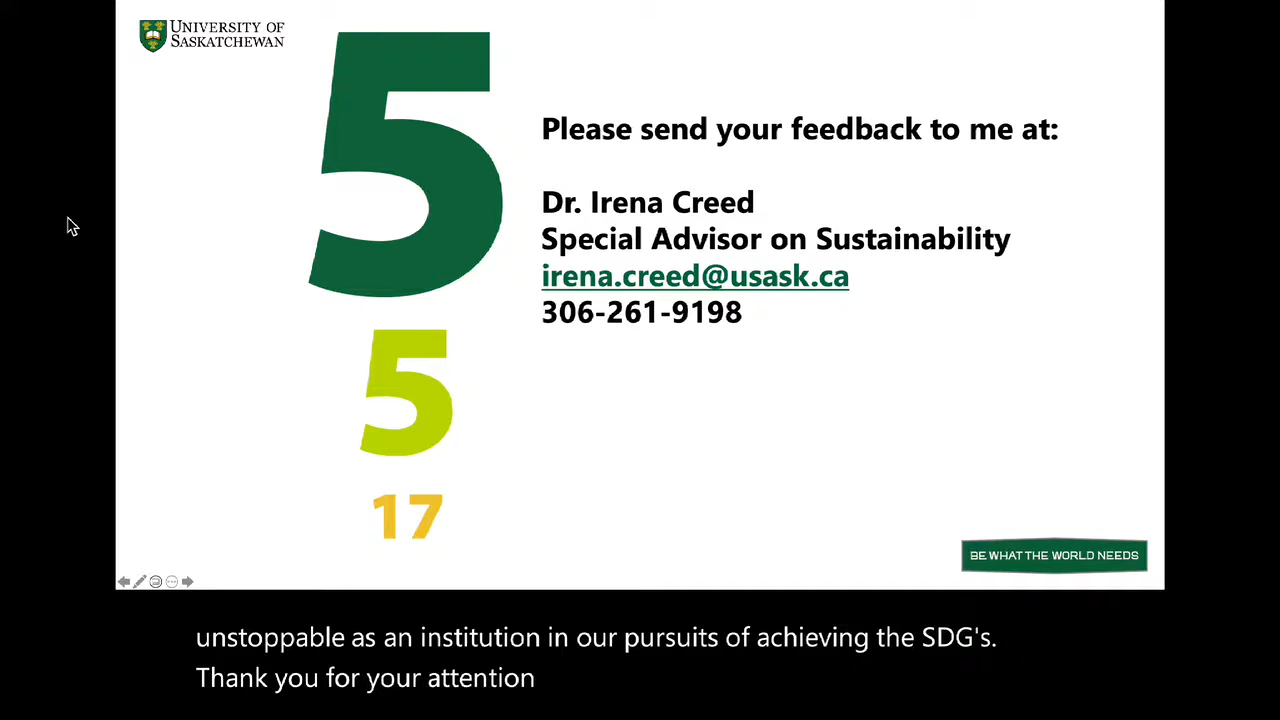 UNIVERSITY OF
SASKATCHEWAN
5
5
17
Please send your feedback to me at:
Dr. Irena Creed
Special Advisor on Sustainability
irena.creed@usask.ca
306-261-9198
BE WHAT THE WORLD NEEDS
unstoppable as an institution in our pursuits of achieving the SDG's.
Thank you for your attention